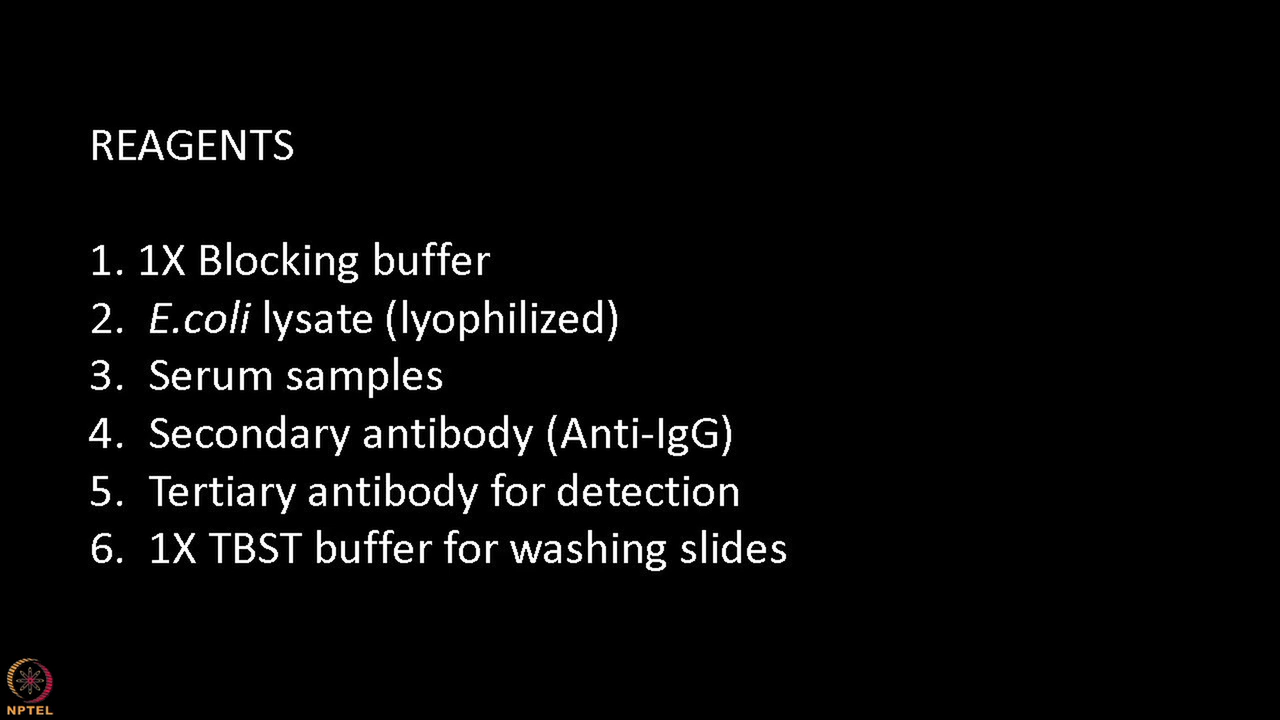 REAGENTS
1. 1X Blocking buffer
2. E.coli lysate (lyophilized)
3. Serum samples
4. Secondary antibody (Anti-IgG)
5. Tertiary antibody for detection
6. 1X TBST buffer for washing slides
NPTEL